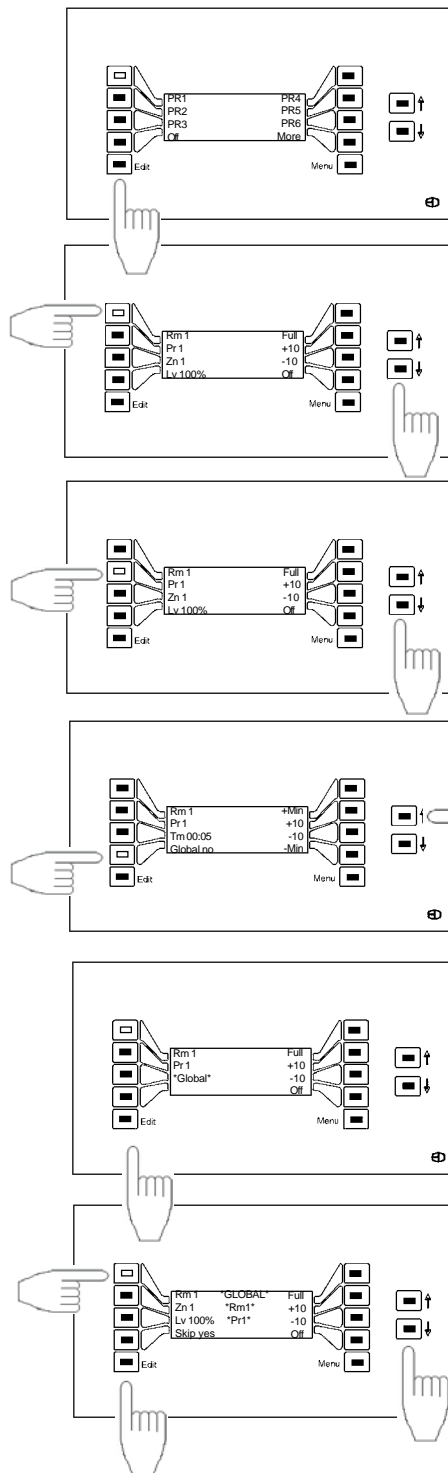 PR1 PR4
PR2 PR5
PR3 PR6
Off More
Edit Menu
Rm 1 Full
Pr 1 +10
Zn 1 -10
Lv 100% Off
Edit Menu
Rm 1 Full
Pr 1 +10
Zn 1 -10
Lv 100% Off
Edit Menu
Rm 1 +Min
Pr 1 +10
Tm 00:05 -10
Global no -Min
Edit Menu
Rm 1 Full
Pr 1 +10
*Global* -10
Off
Edit Menu
Rm 1 *GLOBAL* Full
Zn 1 *Rm1* +10
Lv 100% *Pr1* -10
Skip yes Off
Edit Menu